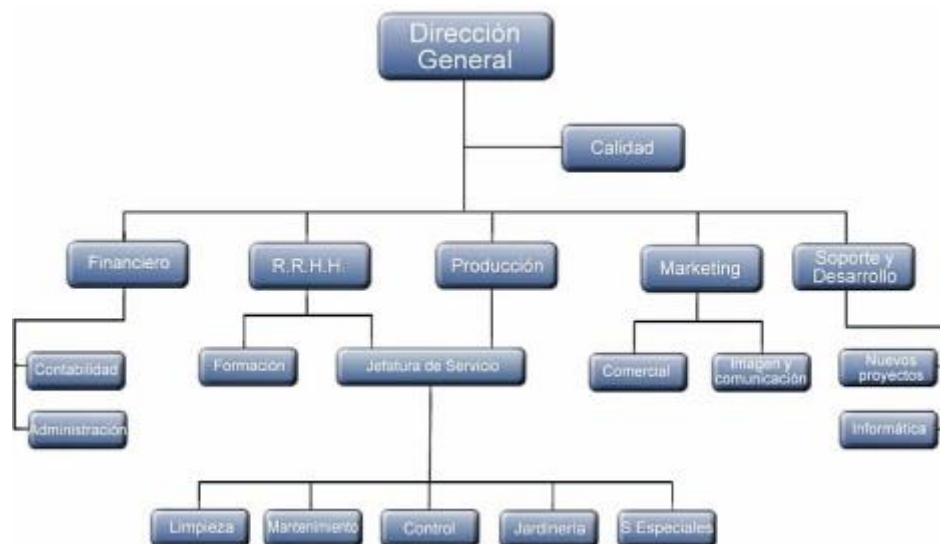 Dirección
General
Calidad
Financiero
R.R.H.H.
Producción
Marketing
Soporte y
Desarrollo
Contabilidad
Formación
Jefatura de Servicio
Comercial
Imagen y
comunicación
Nuevos
proyectos
Administración
Informática
Limpieza
Mantenimiento
Control
Jardinería
S Especiales